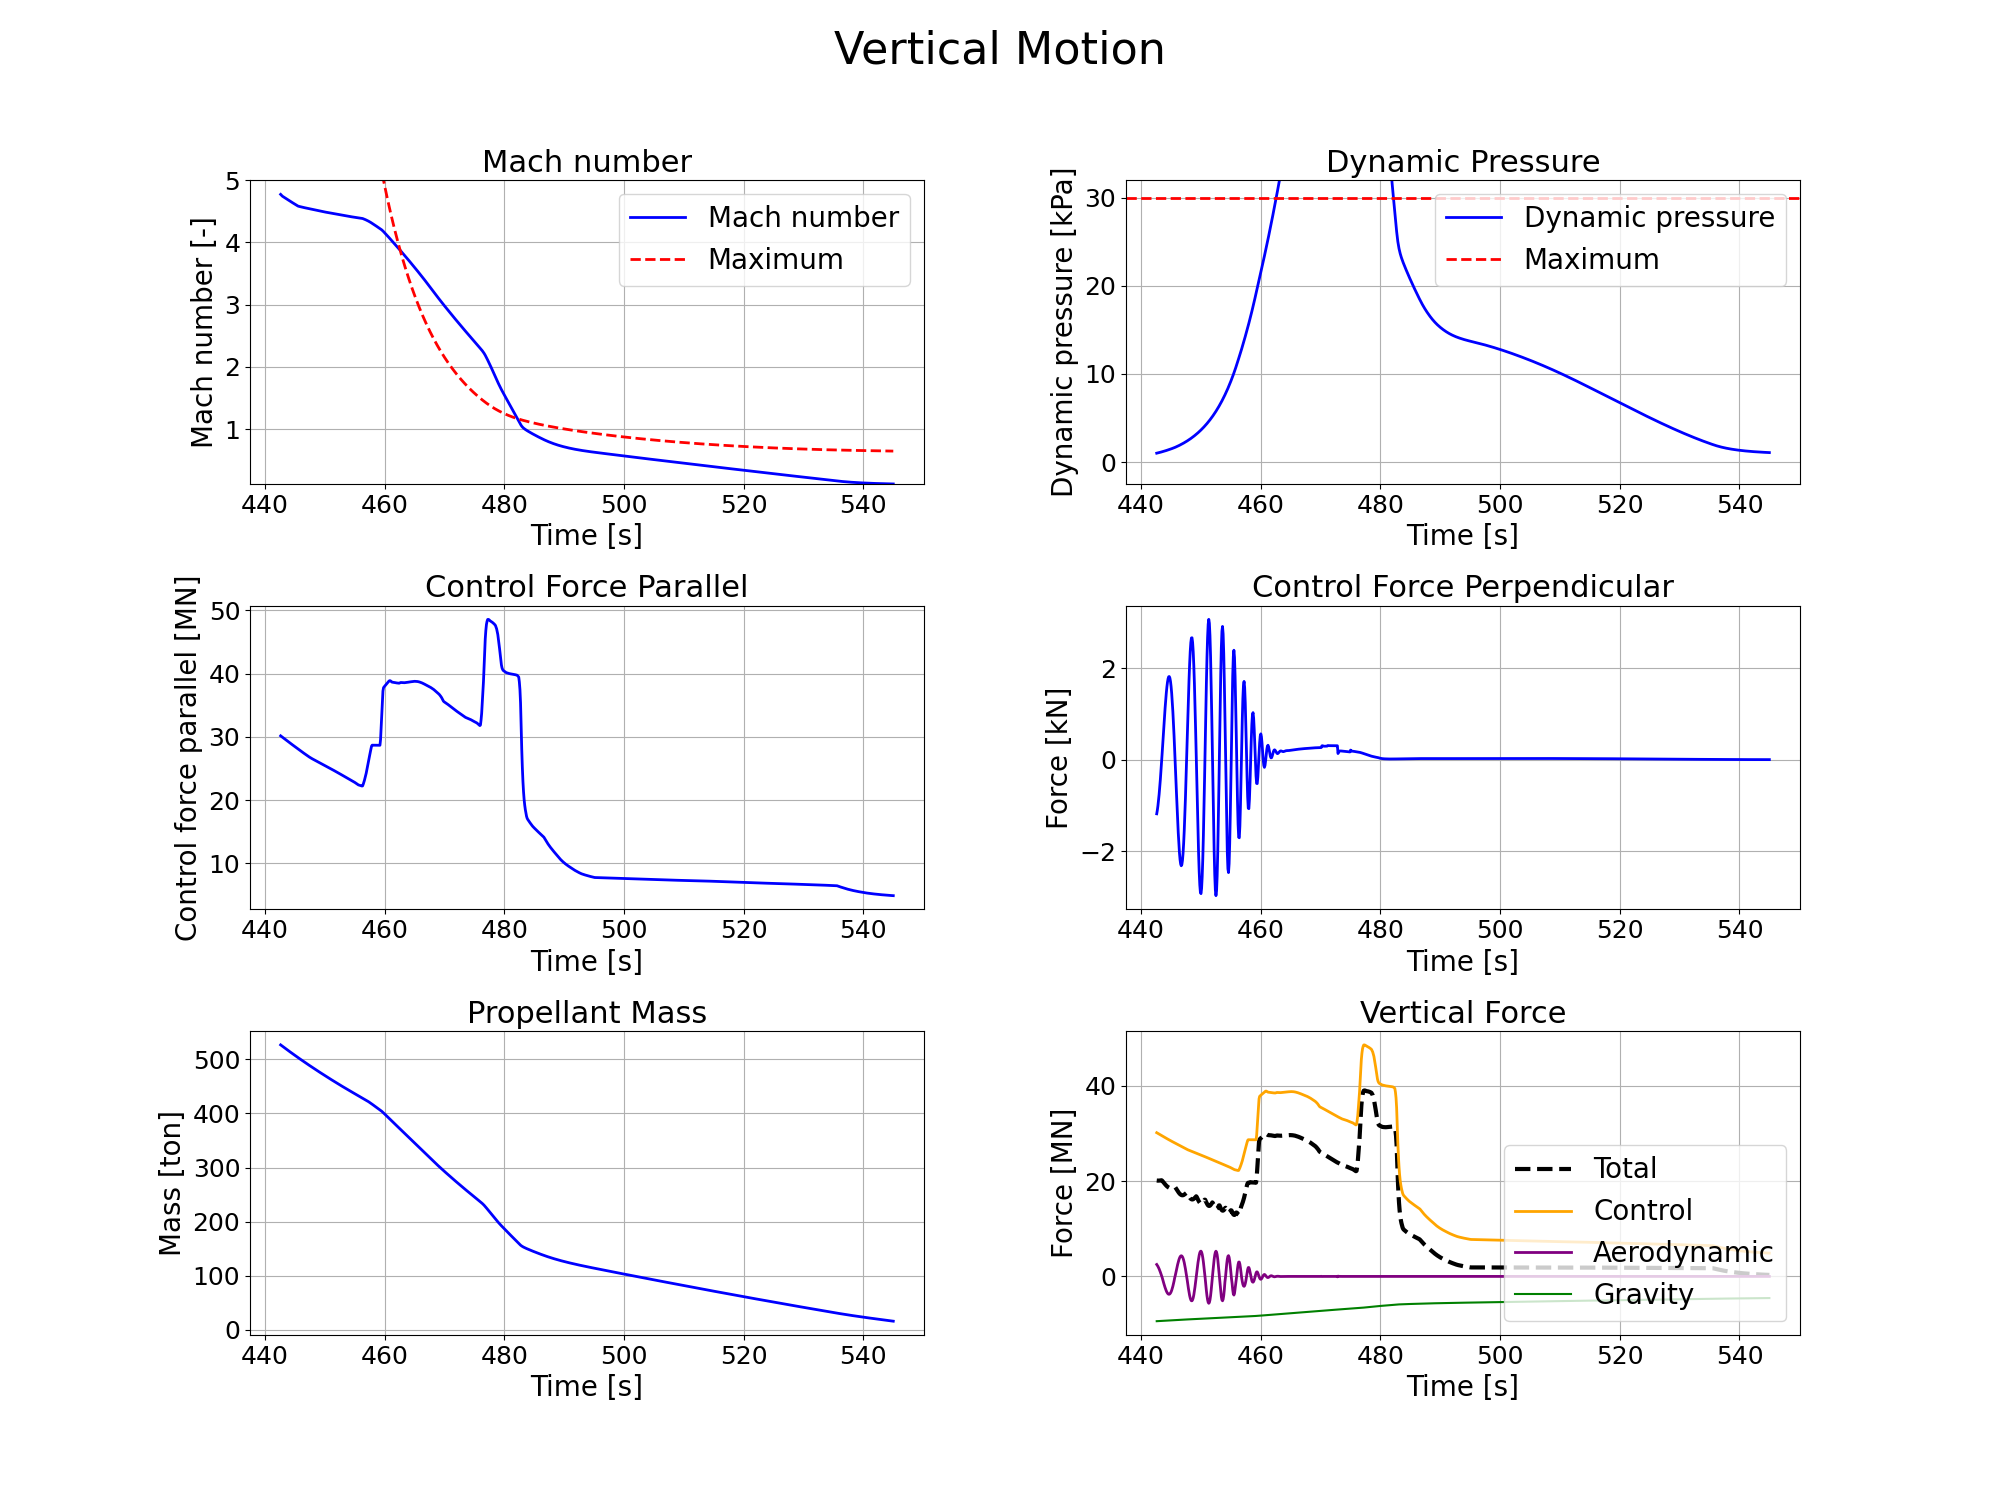 Vertical Motion
Mach number
Mach number [-]
5
4
3
2
1
Mach number
Maximum
440 460 480 500 520 540
Time [s]
Dynamic Pressure
Dynamic pressure [kPa]
30
20
10
0
Dynamic pressure
Maximum
440 460 480 500 520 540
Time [s]
Control Force Parallel
Control force parallel [MN]
50
40
30
20
10
440 460 480 500 520 540
Time [s]
Control Force Perpendicular
Force [kN]
2
0
−2
440 460 480 500 520 540
Time [s]
Propellant Mass
Mass [ton]
500
400
300
200
100
0
440 460 480 500 520 540
Time [s]
Vertical Force
Force [MN]
40
20
0
Total
Control
Aerodynamic
Gravity
440 460 480 500 520 540
Time [s]